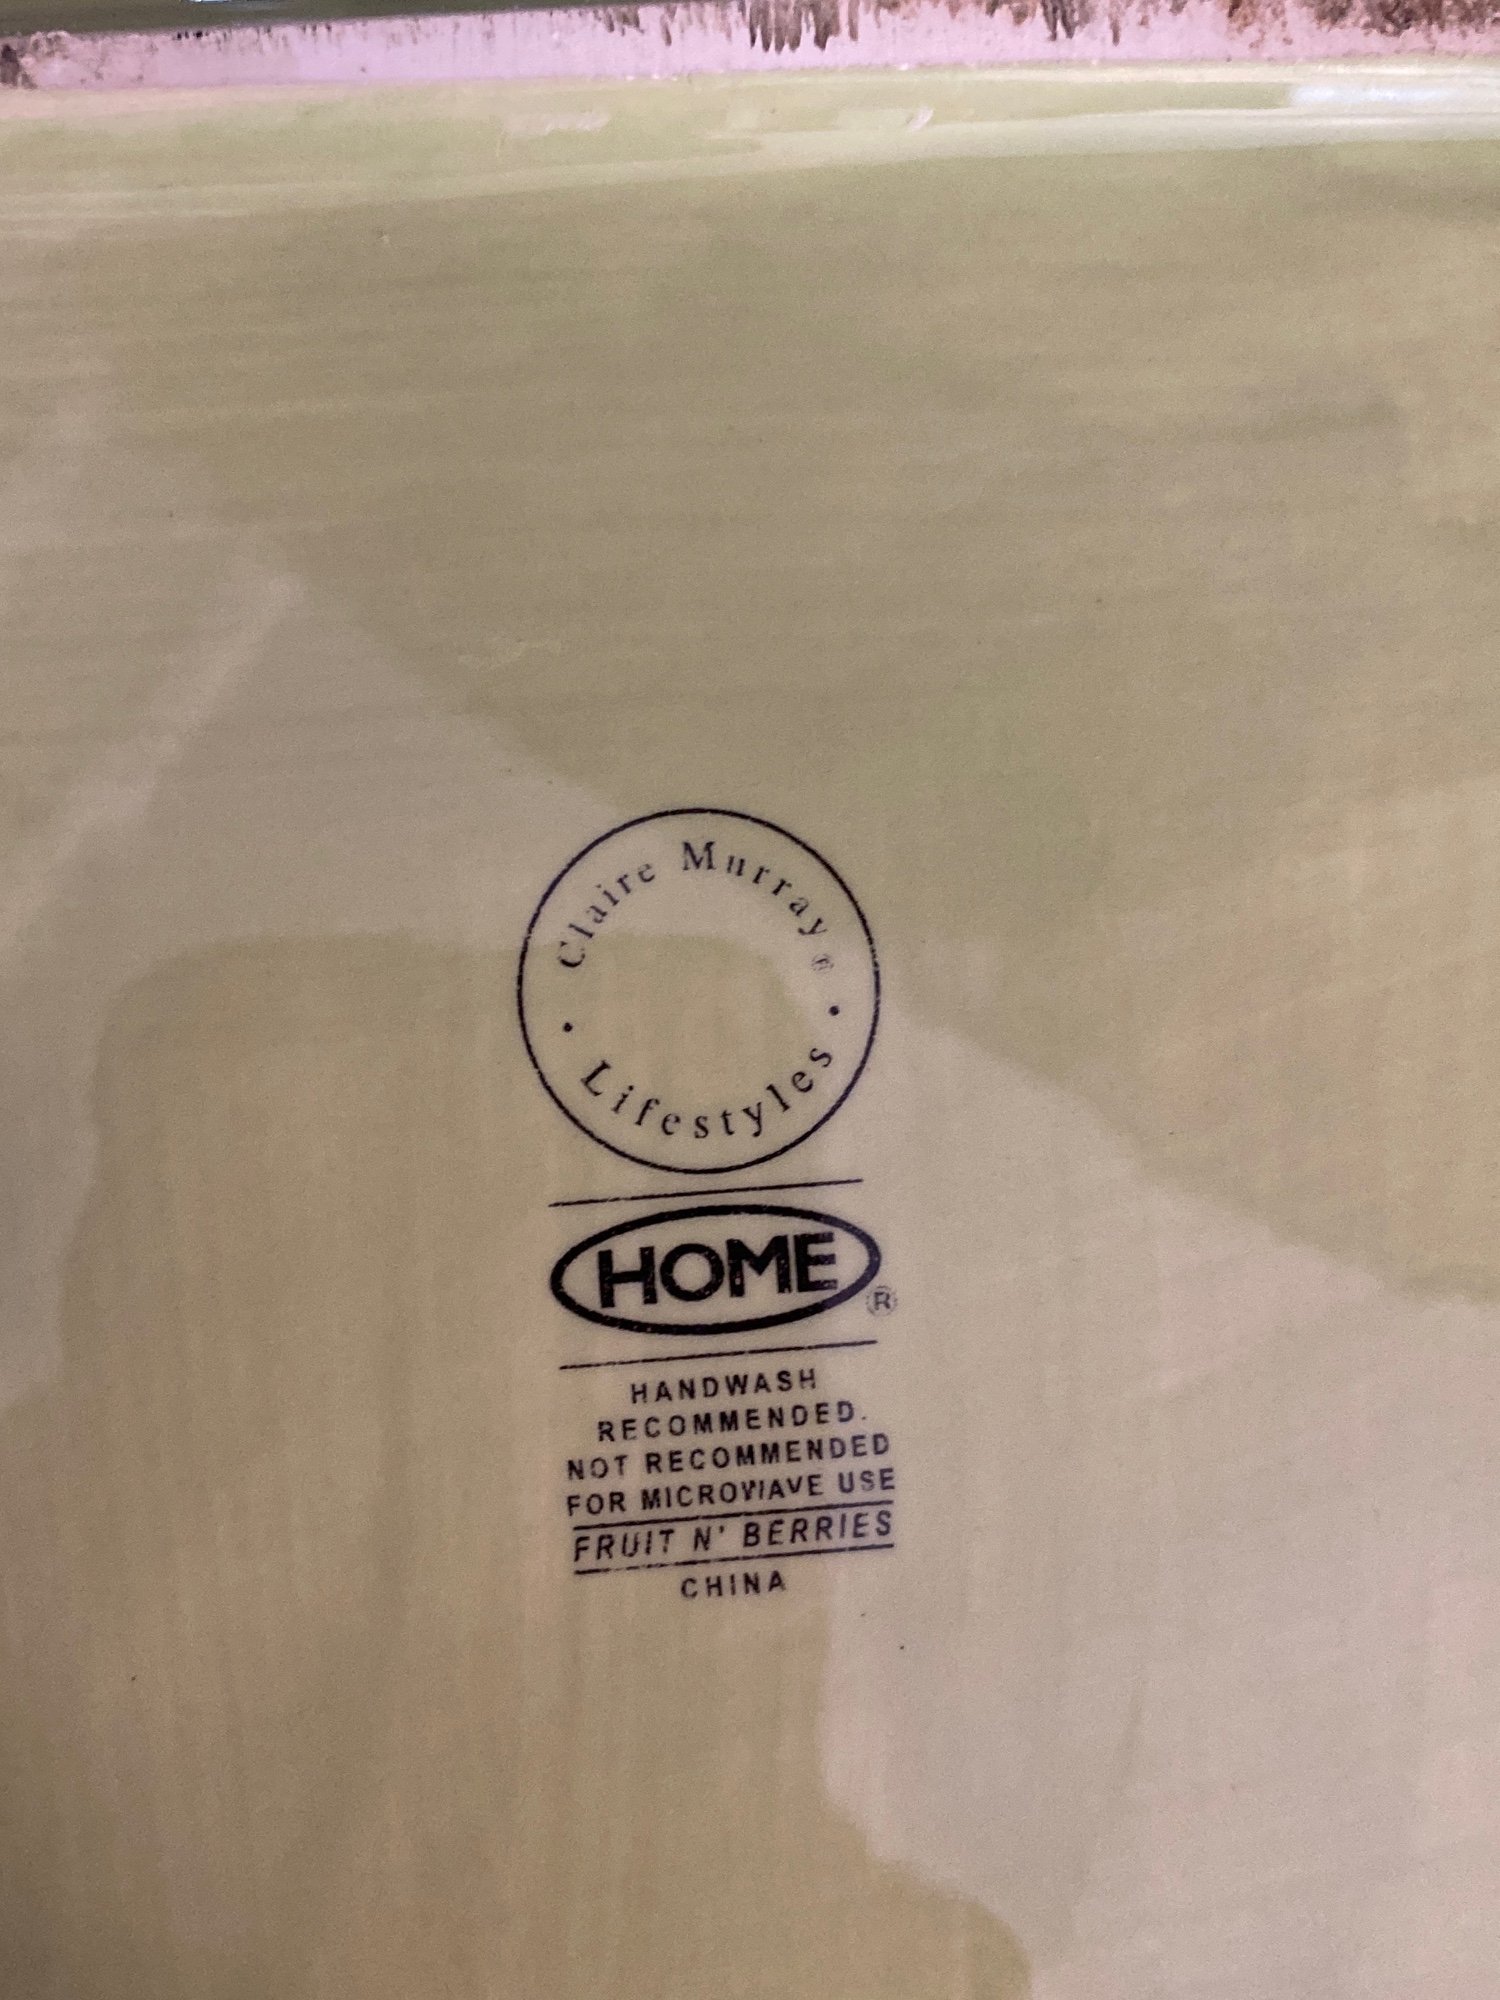 Claire Murray®
• Lifestyles •
HOME®
HANDWASH
RECOMMENDED.
NOT RECOMMENDED
FOR MICROWAVE USE
FRUIT N' BERRIES
CHINA